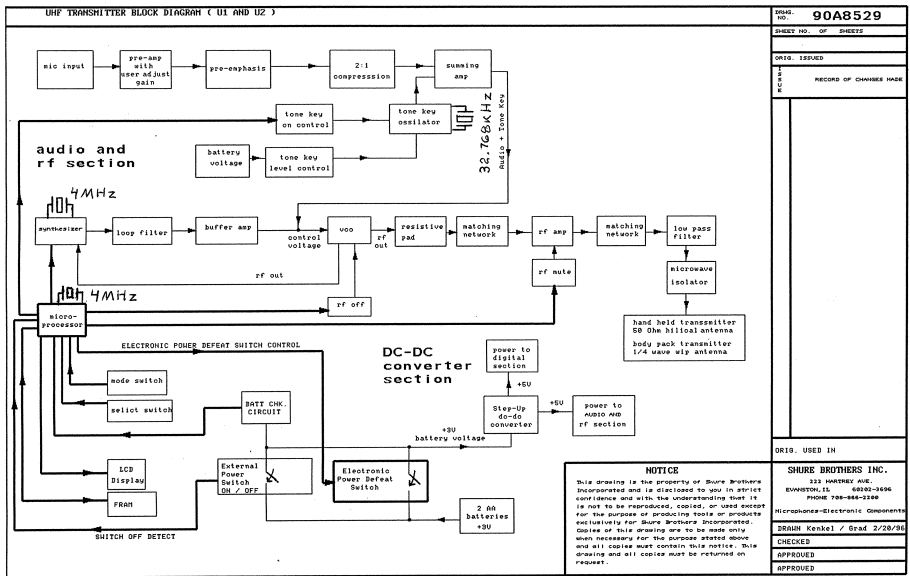 UHF TRANSMITTER BLOCK DIAGRAM ( U1 AND U2 )
DRWG. NO. 90A8529
SHEET NO. OF SHEETS
ORIG. ISSUED
ISSUE
RECORD OF CHANGES MADE
mic input
pre-amp
with
user adjust
gain
pre-emphasis
2:1
compresssion
summing
amp
tone key
on control
tone key
ossilator
32.768KHz
Audio + Tone Key
battery
voltage
tone key
level control
audio and
rf section
4MHz
synthesizer
loop filter
buffer amp
control
voltage
vco
rf
out
resistive
pad
matching
network
rf amp
matching
network
low pass
filter
rf out
rf off
rf mute
microwave
isolator
hand held transsmitter
50 Ohm hilical antenna
body pack transmitter
1/4 wave wip antenna
4MHz
micro-
processor
ELECTRONIC POWER DEFEAT SWITCH CONTROL
DC-DC
converter
section
power to
digital
section
+5V
mode switch
selict switch
BATT CHK.
CIRCUIT
Step-Up
dc-dc
converter
+5V
power to
AUDIO AND
rf section
+3V
battery voltage
LCD
Display
FRAM
External
Power
Switch
ON / OFF
Electronic
Power Defeat
Switch
2 AA
batteries
+3V
SWITCH OFF DETECT
NOTICE
This drawing is the property of Shure Brothers
Incorporated and is disclosed to you in strict
confidence and with the understanding that it
is not to be reproduced, copied, or used except
for the purpose of producing tools or products
exclusively for Shure Brothers Incorporated.
Copies of this drawing are to be made only
when necessary for the purpose stated above
and all copies must contain this notice. This
drawing and all copies must be returned on
request.
ORIG. USED IN
SHURE BROTHERS INC.
222 HARTREY AVE.
EVANSTON,IL 60202-3696
PHONE 708-866-2200
Microphones-Electronic Components
DRAWN Kenkel / Grad 2/20/96
CHECKED
APPROVED
APPROVED